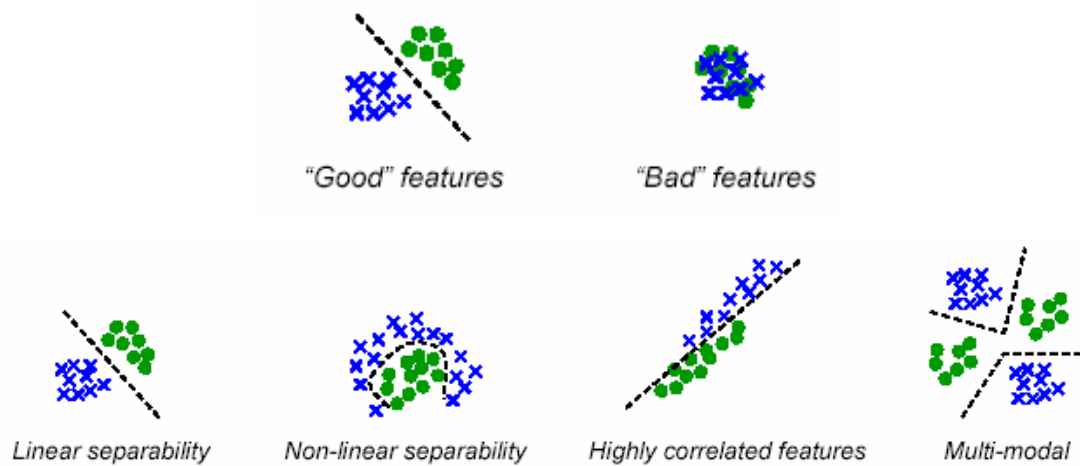 “Good” features
“Bad” features
Linear separability
Non-linear separability
Highly correlated features
Multi-modal